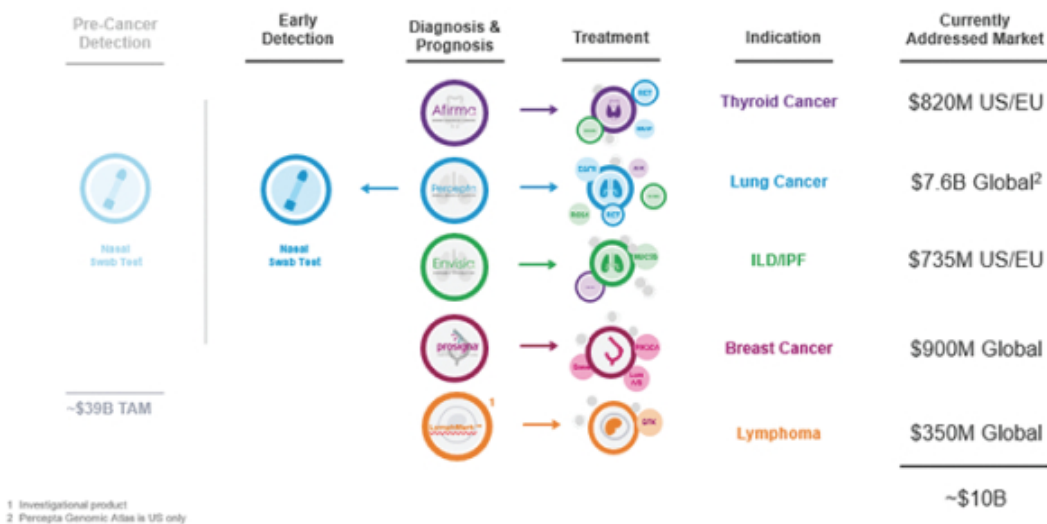 Pre-Cancer
Detection
Early
Detection
Diagnosis &
Prognosis
Treatment
Indication
Currently
Addressed Market
Afirma
RET
Thyroid Cancer
$820M US/EU
Nasal
Swab Test
Nasal
Swab Test
Percepta
RET
Lung Cancer
$7.6B Global²
Envisia
ILD/IPF
$735M US/EU
prosigna
Breast Cancer
$900M Global
~$39B TAM
LymphMark™ 1
Lymphoma
$350M Global
~$10B
1 Investigational product
2 Percepta Genomic Atlas is US only